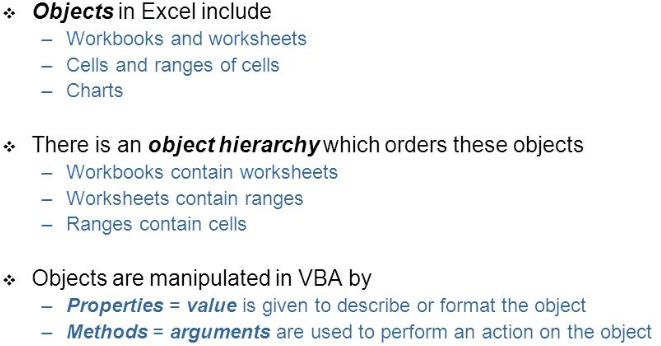 ❖ Objects in Excel include
– Workbooks and worksheets
– Cells and ranges of cells
– Charts
❖ There is an object hierarchy which orders these objects
– Workbooks contain worksheets
– Worksheets contain ranges
– Ranges contain cells
❖ Objects are manipulated in VBA by
– Properties = value is given to describe or format the object
– Methods = arguments are used to perform an action on the object